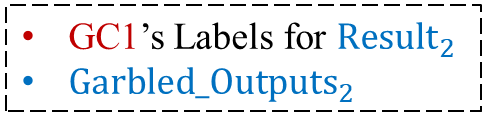 • GC1's Labels for Result₂
• Garbled_Outputs₂